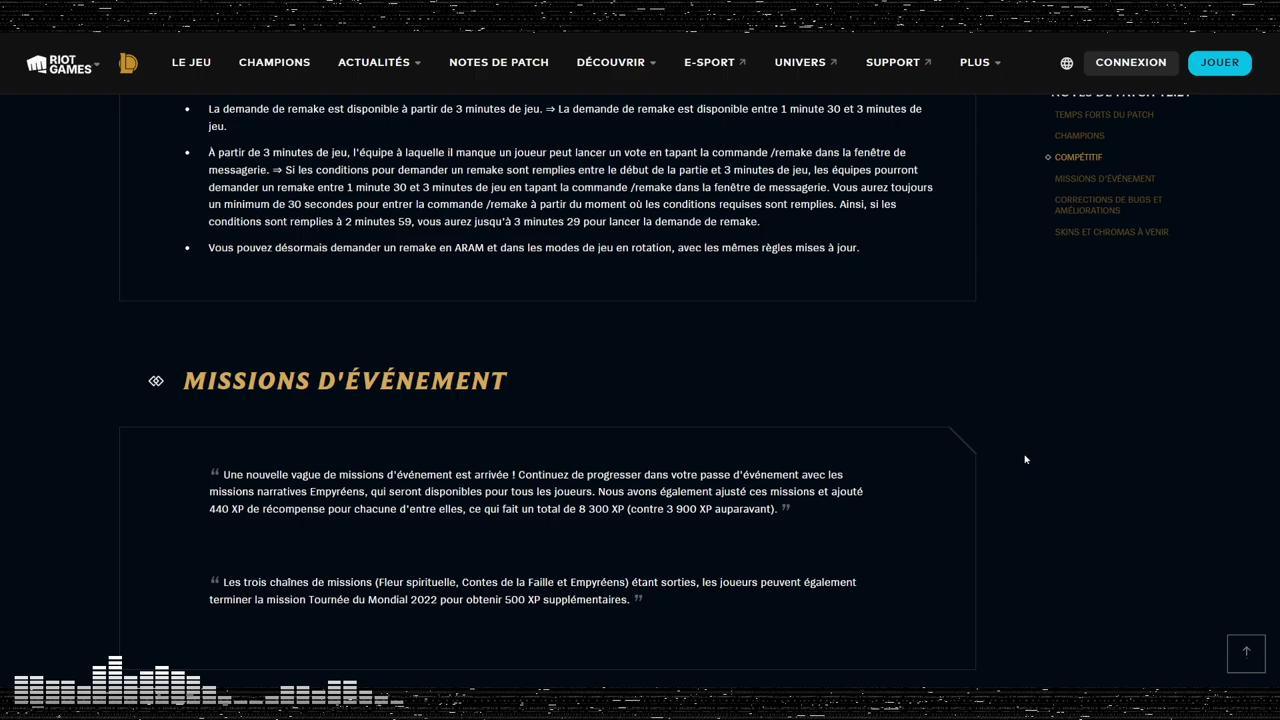 RIOT GAMES
LE JEU
CHAMPIONS
ACTUALITÉS
NOTES DE PATCH
DÉCOUVRIR
E-SPORT
UNIVERS
SUPPORT
PLUS
CONNEXION
JOUER
La demande de remake est disponible à partir de 3 minutes de jeu. ⇒ La demande de remake est disponible entre 1 minute 30 et 3 minutes de
jeu.
À partir de 3 minutes de jeu, l'équipe à laquelle il manque un joueur peut lancer un vote en tapant la commande /remake dans la fenêtre de
messagerie. ⇒ Si les conditions pour demander un remake sont remplies entre le début de la partie et 3 minutes de jeu, les équipes pourront
demander un remake entre 1 minute 30 et 3 minutes de jeu en tapant la commande /remake dans la fenêtre de messagerie. Vous aurez toujours
un minimum de 30 secondes pour entrer la commande /remake à partir du moment où les conditions requises sont remplies. Ainsi, si les
conditions sont remplies à 2 minutes 59, vous aurez jusqu'à 3 minutes 29 pour lancer la demande de remake.
Vous pouvez désormais demander un remake en ARAM et dans les modes de jeu en rotation, avec les mêmes règles mises à jour.
MISSIONS D'ÉVÉNEMENT
“ Une nouvelle vague de missions d'événement est arrivée ! Continuez de progresser dans votre passe d'événement avec les
missions narratives Empyréens, qui seront disponibles pour tous les joueurs. Nous avons également ajusté ces missions et ajouté
440 XP de récompense pour chacune d'entre elles, ce qui fait un total de 8 300 XP (contre 3 900 XP auparavant). ”
“ Les trois chaînes de missions (Fleur spirituelle, Contes de la Faille et Empyréens) étant sorties, les joueurs peuvent également
terminer la mission Tournée du Mondial 2022 pour obtenir 500 XP supplémentaires. ”
NOTES DE PATCH
TEMPS FORTS DU PATCH
CHAMPIONS
COMPÉTITIF
MISSIONS D'ÉVÉNEMENT
CORRECTIONS DE BUGS ET
AMÉLIORATIONS
SKINS ET CHROMAS À VENIR